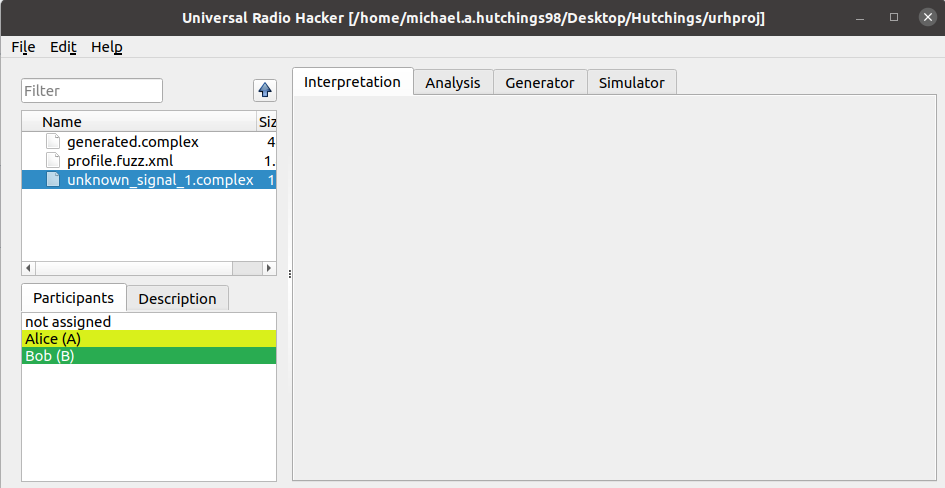 Universal Radio Hacker [/home/michael.a.hutchings98/Desktop/Hutchings/urhproj]
File Edit Help
Filter
Interpretation Analysis Generator Simulator
Name Siz
generated.complex 4
profile.fuzz.xml 1.
unknown_signal_1.complex 1
Participants Description
not assigned
Alice (A)
Bob (B)